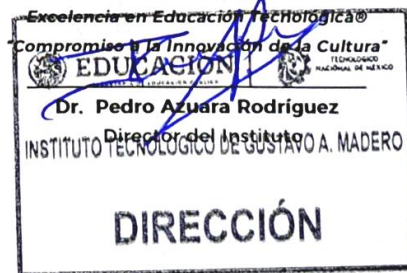 Excelencia en Educación Tecnológica®
"Compromiso a la Innovación de la Cultura"
EDUCACIÓN
TECNOLÓGICO
NACIONAL DE MÉXICO
Dr. Pedro Azuara Rodríguez
Director del Instituto
INSTITUTO TECNOLÓGICO DE GUSTAVO A. MADERO
DIRECCIÓN